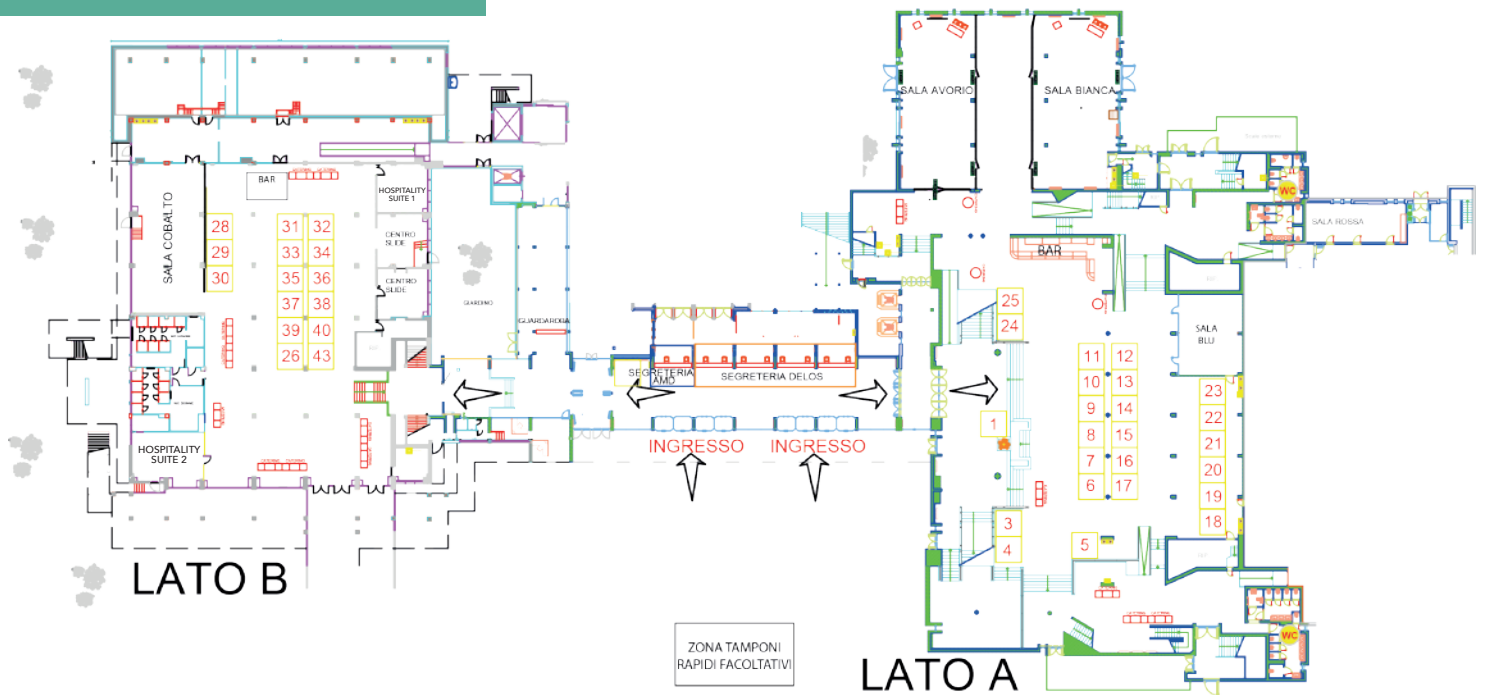 SALA AVORIO
SALA BIANCA
WC
SALA ROSSA
BAR
BAR
HOSPITALITY
SUITE 1
SALA COBALTO
CENTRO
SLIDE
CENTRO
SLIDE
GIARDINO
GUARDAROBA
28
29
30
31 32
33 34
35 36
37 38
39 40
26 43
HOSPITALITY
SUITE 2
SEGRETERIA
AMD
SEGRETERIA DELOS
INGRESSO
INGRESSO
25
24
SALA
BLU
11 12
10 13
9 14
8 15
7 16
6 17
1
23
22
21
20
19
18
3
4
5
WC
LATO B
ZONA TAMPONI
RAPIDI FACOLTATIVI
LATO A